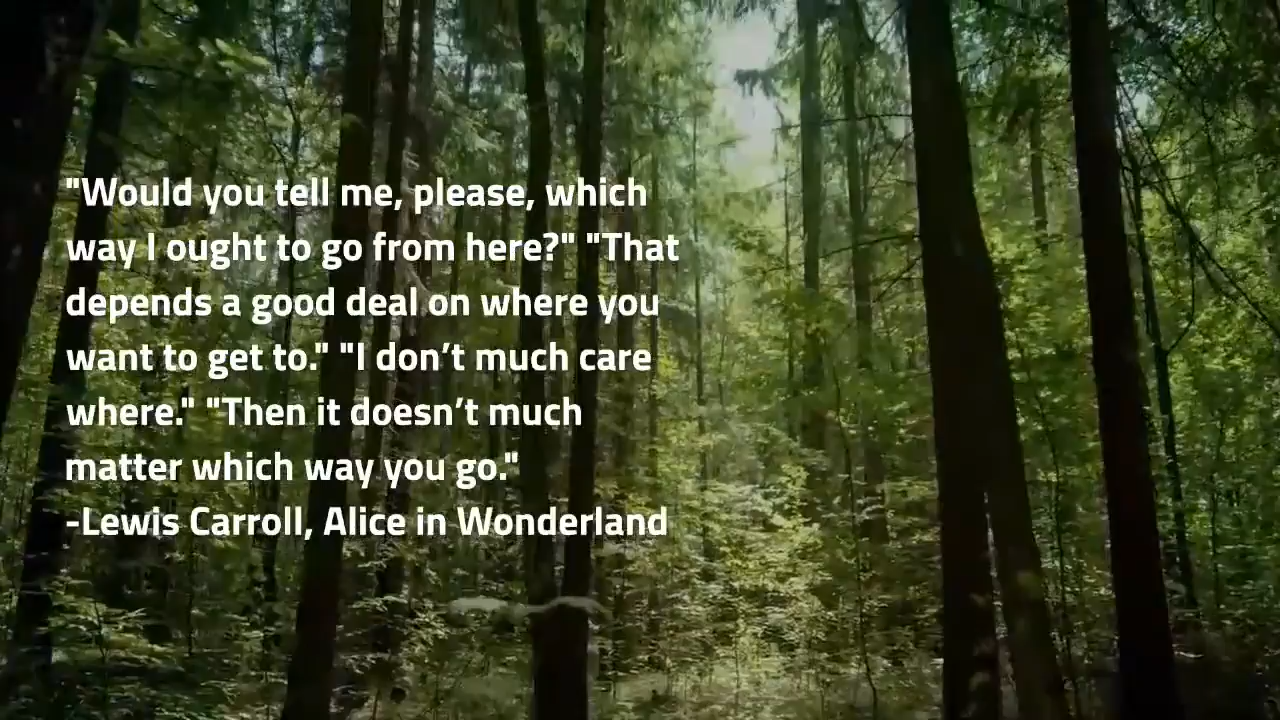 "Would you tell me, please, which
way I ought to go from here?" "That
depends a good deal on where you
want to get to." "I don’t much care
where." "Then it doesn’t much
matter which way you go."
-Lewis Carroll, Alice in Wonderland